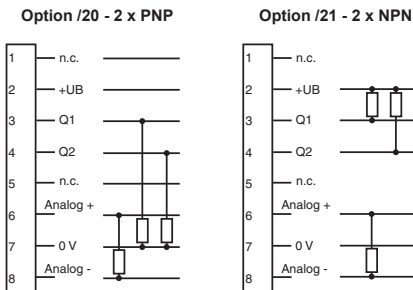 Option /20 - 2 x PNP
1 n.c.
2 +UB
3 Q1
4 Q2
5 n.c.
6 Analog +
7 0 V
8 Analog -
Option /21 - 2 x NPN
1 n.c.
2 +UB
3 Q1
4 Q2
5 n.c.
6 Analog +
7 0 V
8 Analog -